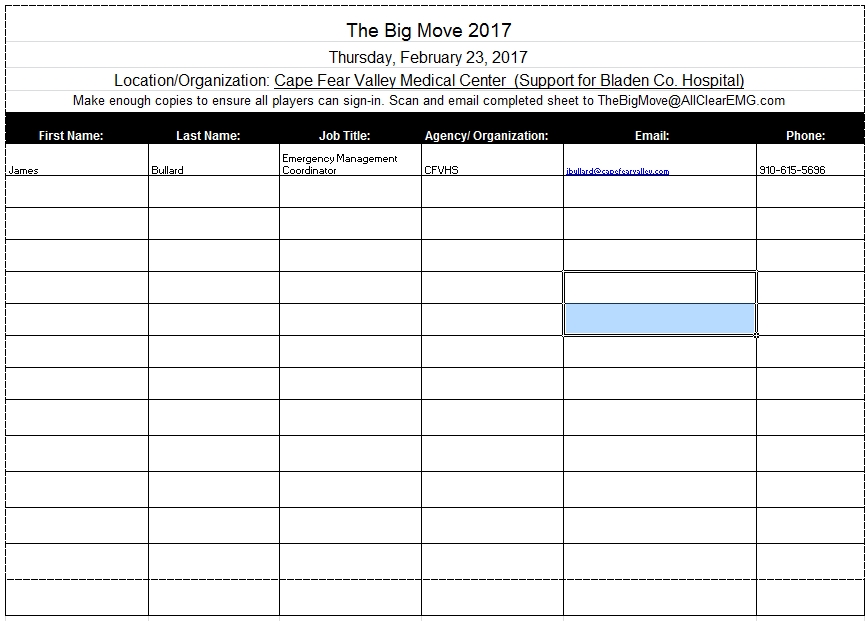 The Big Move 2017
Thursday, February 23, 2017
Location/Organization: Cape Fear Valley Medical Center  (Support for Bladen Co. Hospital)
Make enough copies to ensure all players can sign-in. Scan and email completed sheet to TheBigMove@AllClearEMG.com
First Name: Last Name: Job Title: Agency/ Organization: Email: Phone:
James Bullard Emergency Management Coordinator CFVHS jbullard@capefearvalley.com 910-615-5696